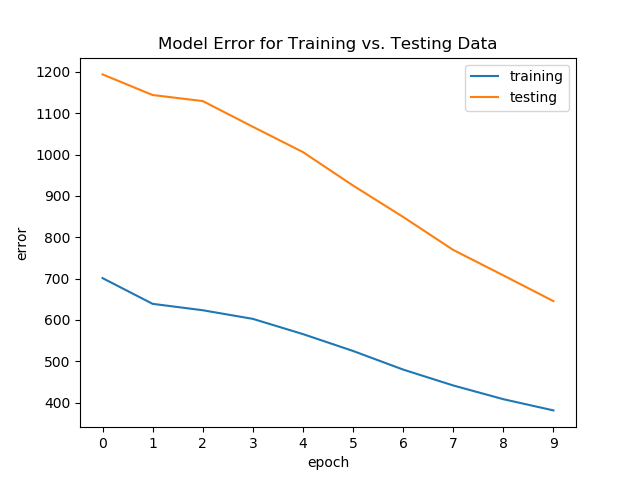 Model Error for Training vs. Testing Data
training
testing
1200
1100
1000
900
800
700
600
500
400
error
0 1 2 3 4 5 6 7 8 9
epoch